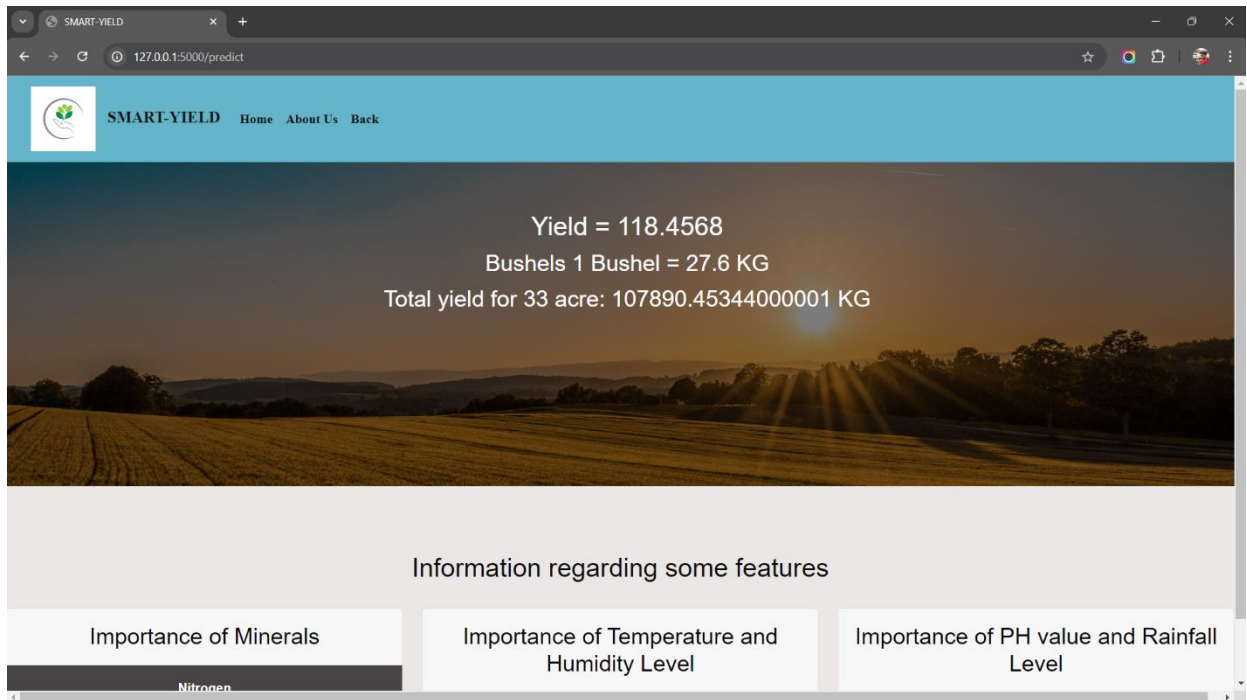 SMART-YIELD
127.0.0.1:5000/predict
SMART-YIELD Home About Us Back
Yield = 118.4568
Bushels 1 Bushel = 27.6 KG
Total yield for 33 acre: 107890.45344000001 KG
Information regarding some features
Importance of Minerals
Importance of Temperature and
Humidity Level
Importance of PH value and Rainfall
Level
Nitrogen